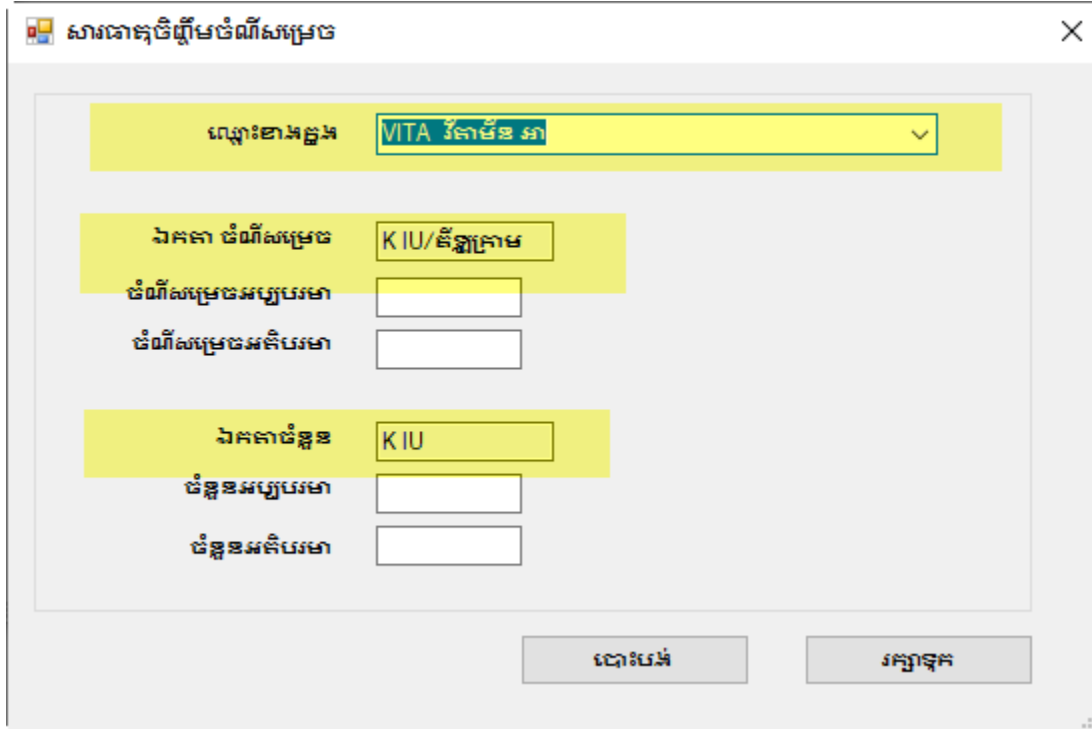 សារធាតុចិញ្ចឹមចំណីសម្រេច
ឈ្មោះខាងក្នុង VITA វីតាមីន អា
ឯកតា ចំណីសម្រេច K IU/គីឡូក្រាម
ចំណីសម្រេចអប្បបរមា
ចំណីសម្រេចអតិបរមា
ឯកតាចំនួន K IU
ចំនួនអប្បបរមា
ចំនួនអតិបរមា
បោះបង់ រក្សាទុក